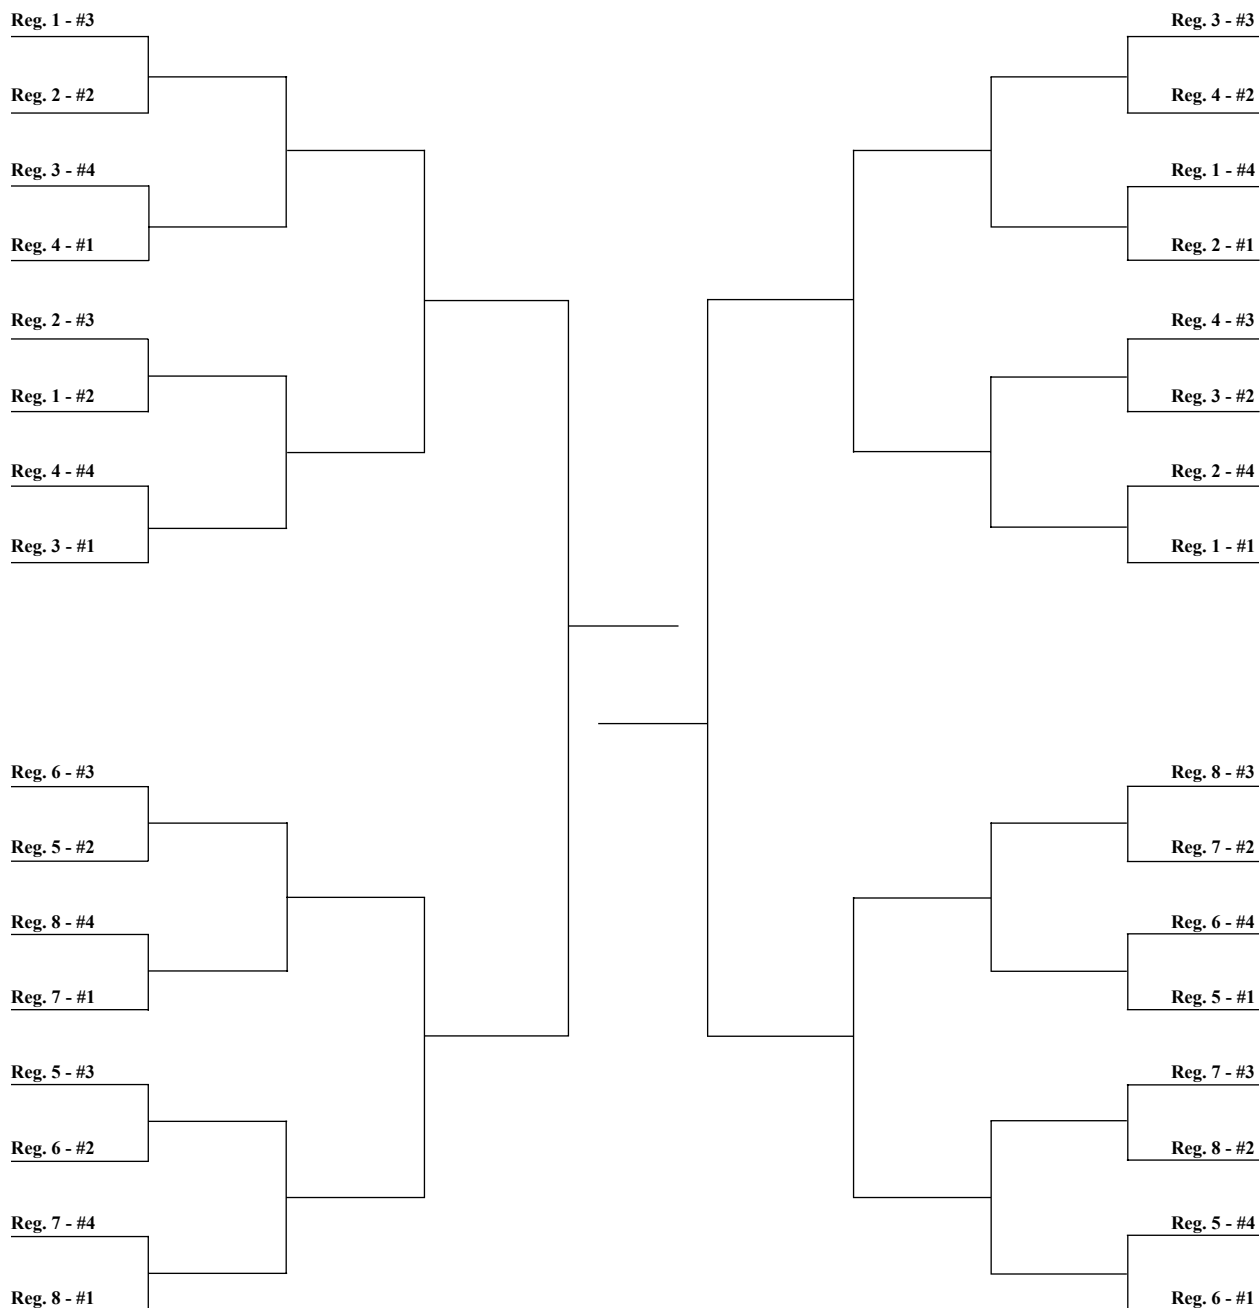 Reg. 1 - #3
Reg. 2 - #2
Reg. 3 - #4
Reg. 4 - #1
Reg. 2 - #3
Reg. 1 - #2
Reg. 4 - #4
Reg. 3 - #1
Reg. 6 - #3
Reg. 5 - #2
Reg. 8 - #4
Reg. 7 - #1
Reg. 5 - #3
Reg. 6 - #2
Reg. 7 - #4
Reg. 8 - #1
Reg. 3 - #3
Reg. 4 - #2
Reg. 1 - #4
Reg. 2 - #1
Reg. 4 - #3
Reg. 3 - #2
Reg. 2 - #4
Reg. 1 - #1
Reg. 8 - #3
Reg. 7 - #2
Reg. 6 - #4
Reg. 5 - #1
Reg. 7 - #3
Reg. 8 - #2
Reg. 5 - #4
Reg. 6 - #1